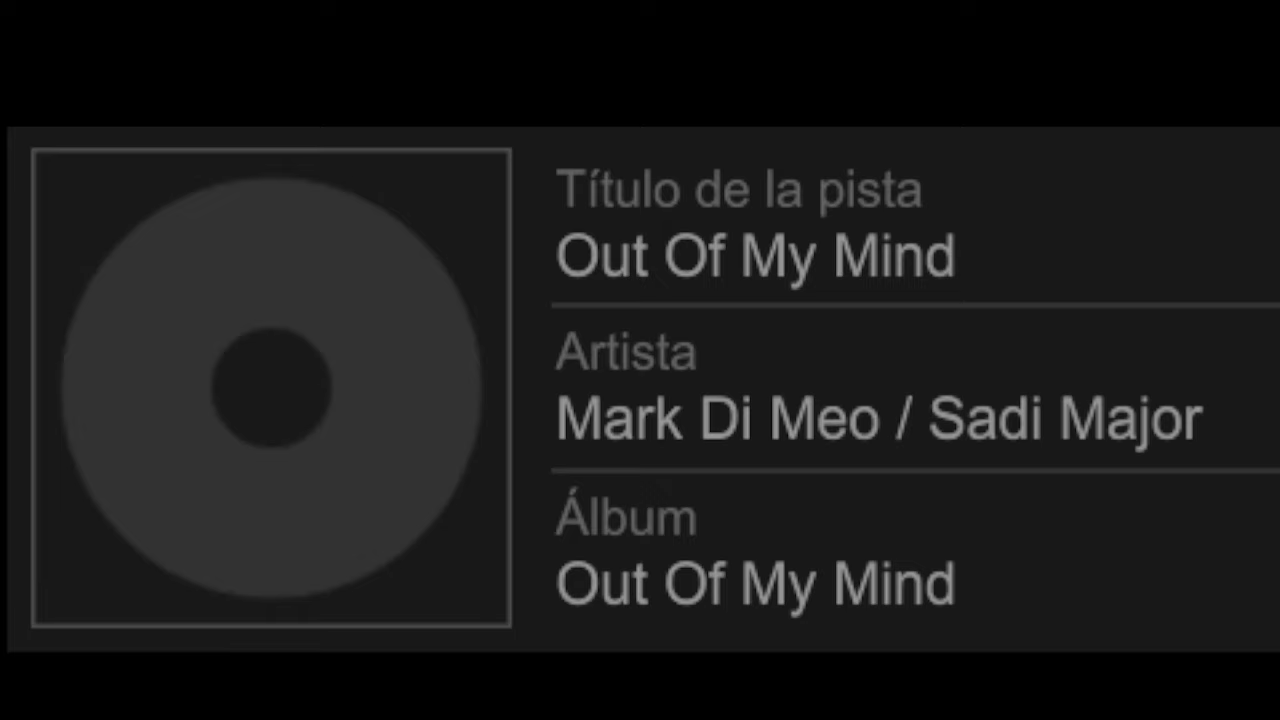 Título de la pista
Out Of My Mind
Artista
Mark Di Meo / Sadi Major
Álbum
Out Of My Mind